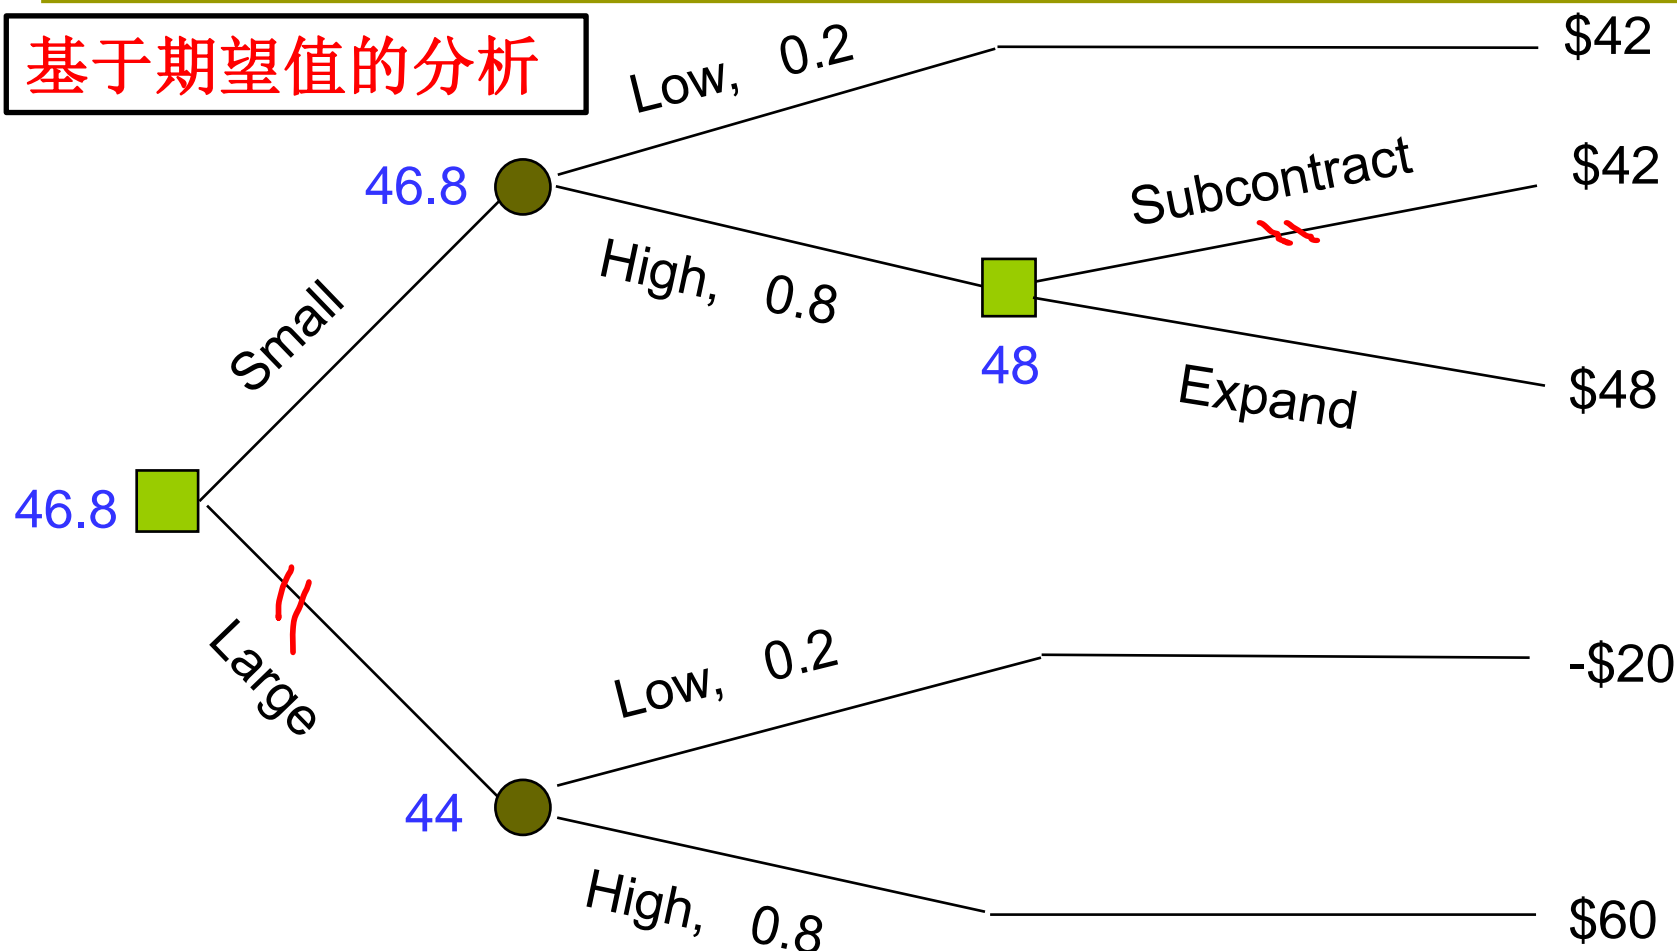 基于期望值的分析
Low, 0.2
$42
46.8
Subcontract
$42
High, 0.8
Small
48
Expand
$48
46.8
Large
Low, 0.2
-$20
44
High, 0.8
$60